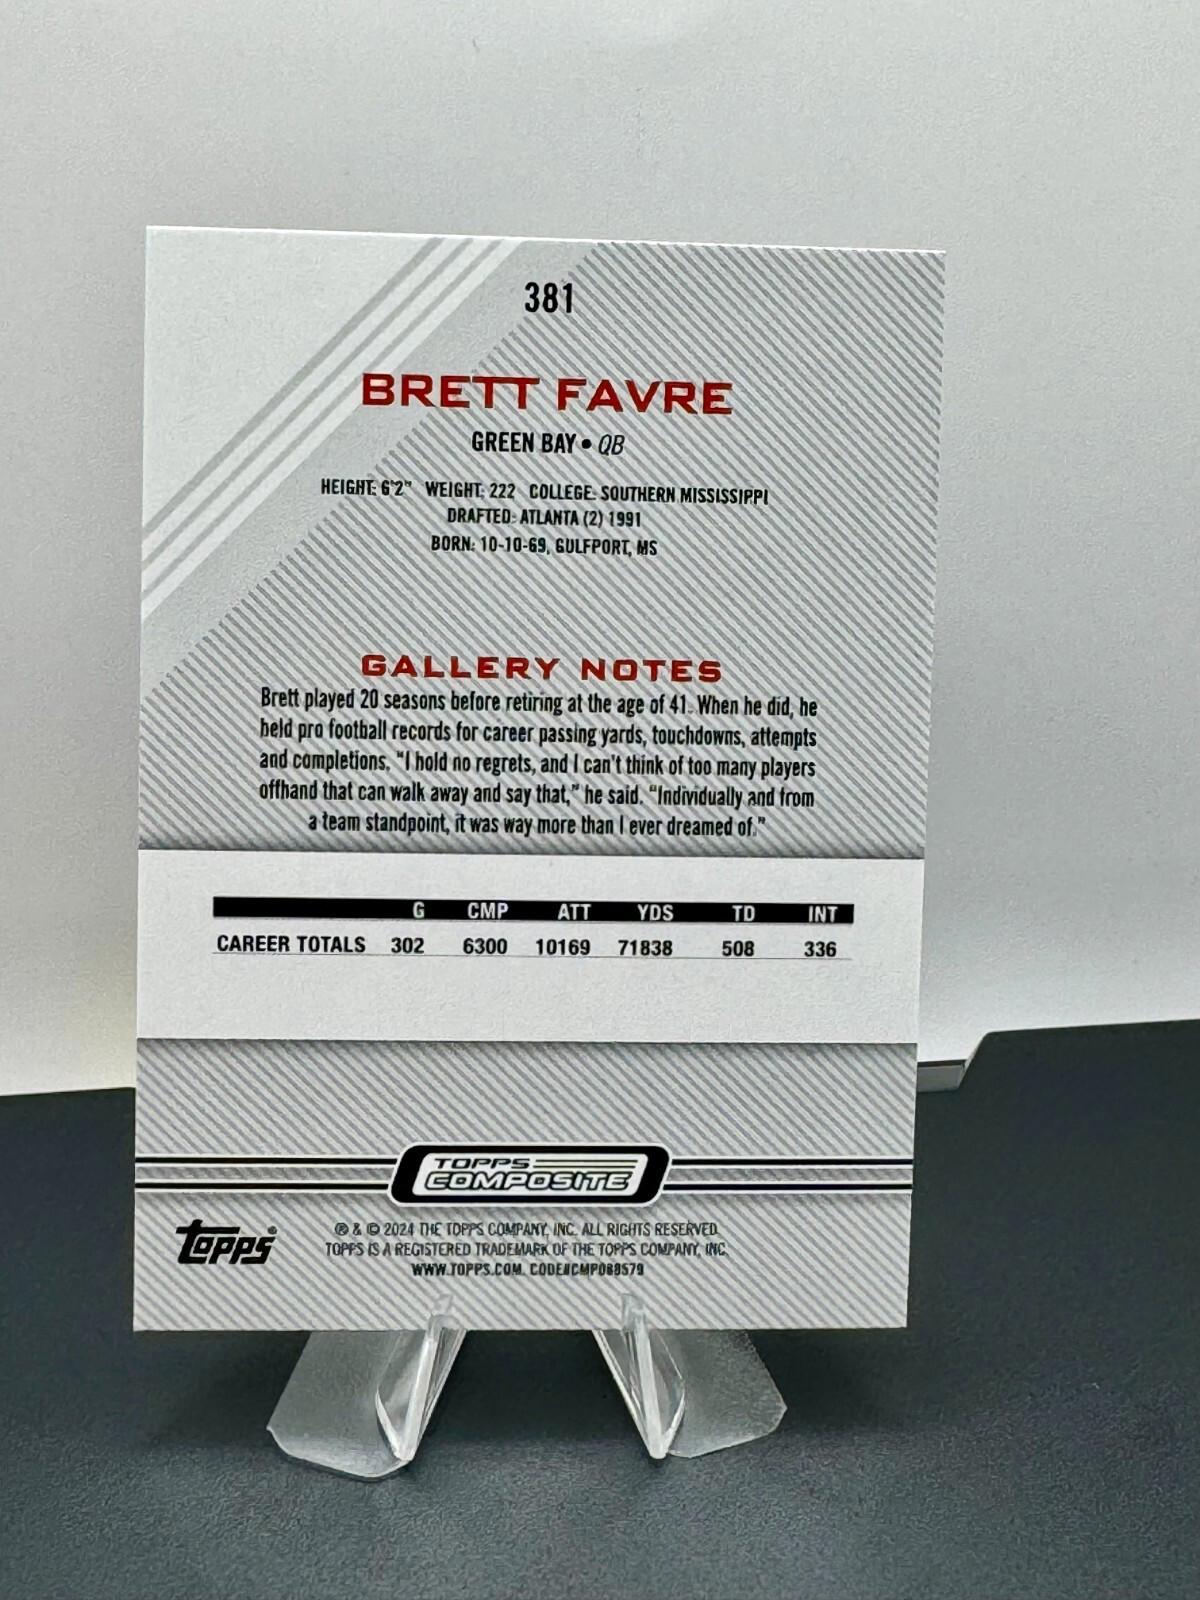 381
BRETT FAVRE
GREEN BAY • QB
HEIGHT: 6'2" WEIGHT: 222 COLLEGE: SOUTHERN MISSISSIPPI
DRAFTED: ATLANTA (2) 1991
BORN: 10-10-69, GULFPORT, MS
GALLERY NOTES
Brett played 20 seasons before retiring at the age of 41. When he did, he
held pro football records for career passing yards, touchdowns, attempts
and completions. "I hold no regrets, and I can't think of too many players
offhand that can walk away and say that," he said. "Individually and from
a team standpoint, it was way more than I ever dreamed of."
G CMP ATT YDS TD INT
CAREER TOTALS 302 6300 10169 71838 508 336
TOPPS
COMPOSITE
topps®
® & © 2024 THE TOPPS COMPANY, INC. ALL RIGHTS RESERVED.
TOPPS IS A REGISTERED TRADEMARK OF THE TOPPS COMPANY, INC.
WWW.TOPPS.COM. CODE#CMP088579